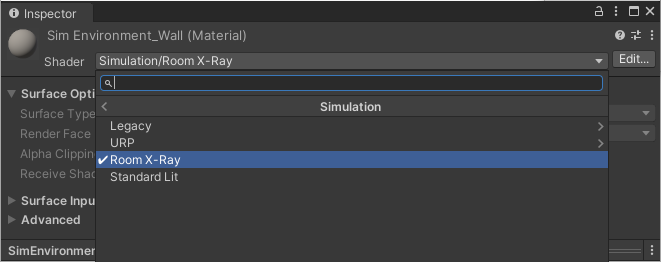 Inspector
Sim Environment_Wall (Material)
Shader Simulation/Room X-Ray Edit...
Surface Opti
Simulation
Surface Type
Legacy
Render Face
URP
Alpha Clippin
Room X-Ray
Receive Shad
Standard Lit
Surface Inpu
Advanced
SimEnvironmen